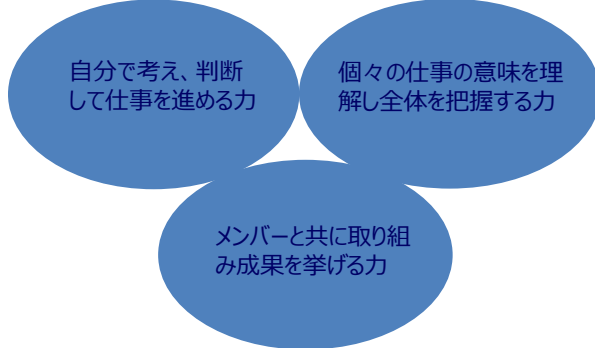 自分で考え、判断
して仕事を進める力
個々の仕事の意味を理
解し全体を把握する力
メンバーと共に取り組
み成果を挙げる力